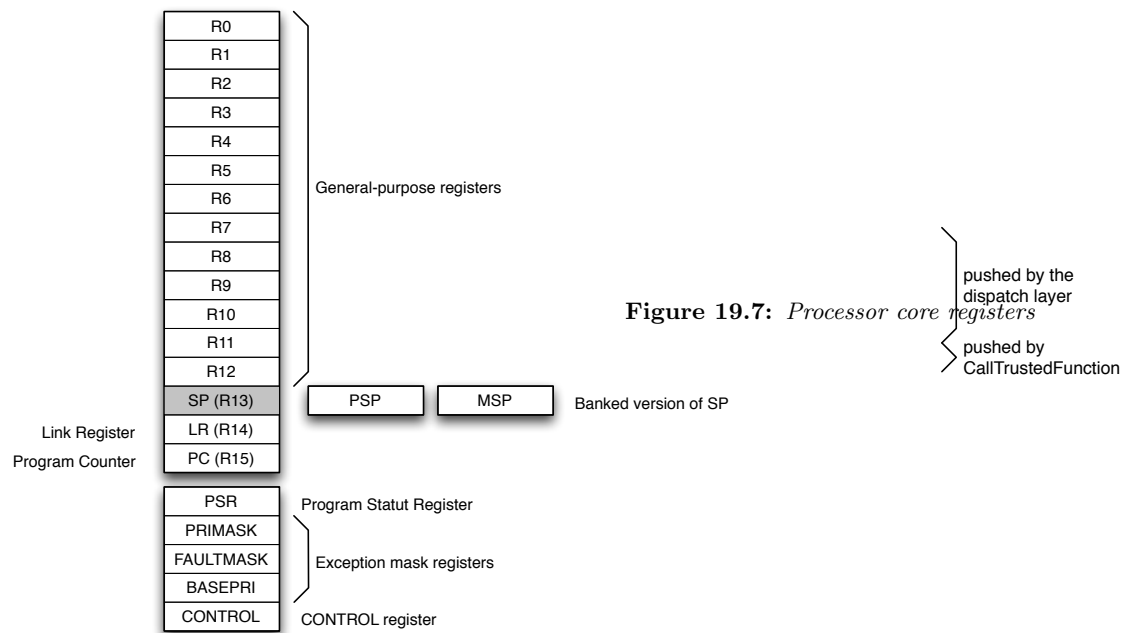 R0
R1
R2
R3
R4
R5
R6
General-purpose registers
R7
R8
R9
pushed by the
dispatch layer
R10
Figure 19.7: Processor core registers
R11
pushed by
CallTrustedFunction
R12
SP (R13)
PSP
MSP
Banked version of SP
Link Register
LR (R14)
Program Counter
PC (R15)
PSR
Program Statut Register
PRIMASK
FAULTMASK
Exception mask registers
BASEPRI
CONTROL
CONTROL register